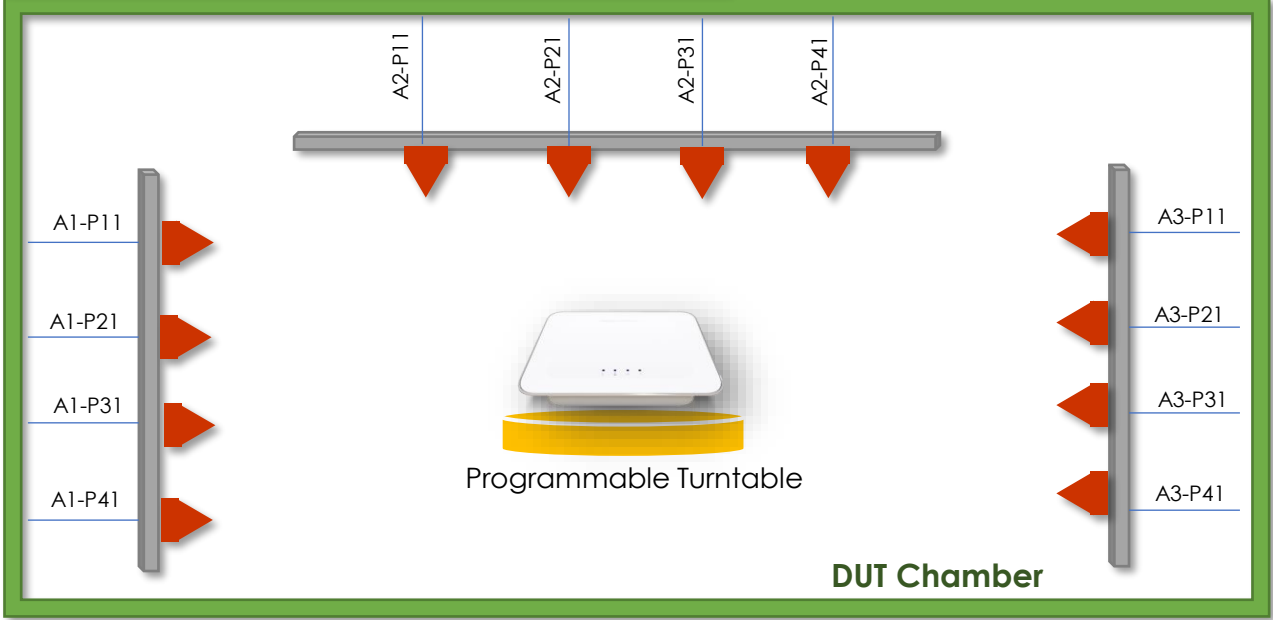 A2-P11
A2-P21
A2-P31
A2-P41
A1-P11
A1-P21
A1-P31
A1-P41
A3-P11
A3-P21
A3-P31
A3-P41
Programmable Turntable
DUT Chamber